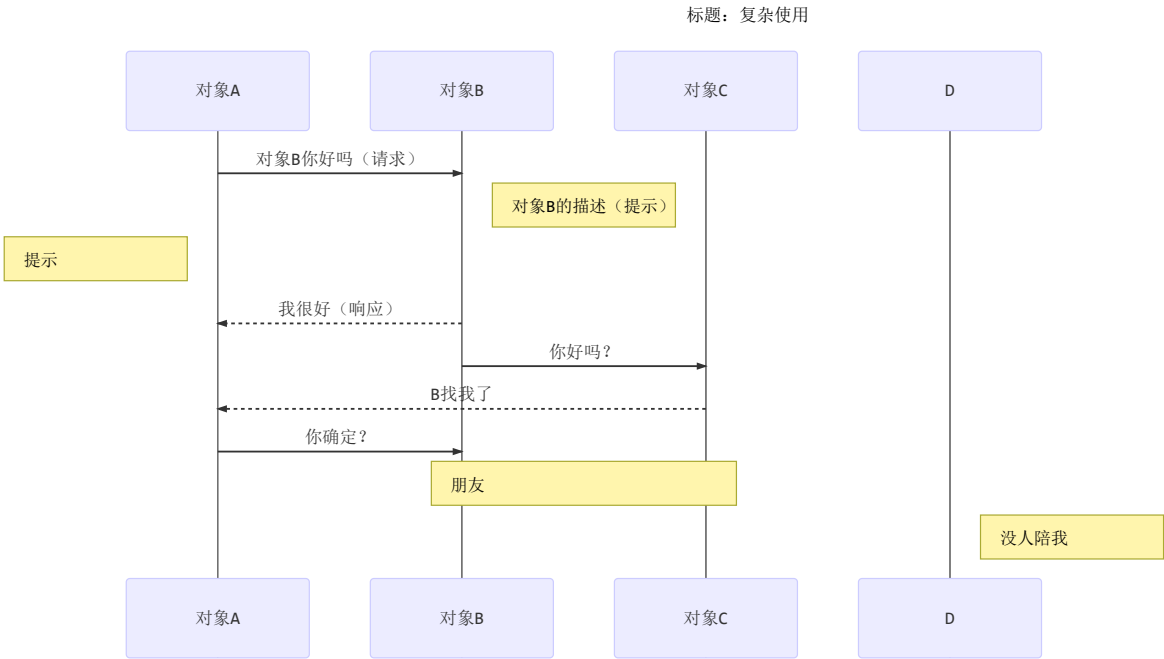 标题：复杂使用
对象A
对象B
对象C
D
对象B你好吗（请求）
对象B的描述（提示）
提示
我很好（响应）
你好吗？
B找我了
你确定？
朋友
没人陪我
对象A
对象B
对象C
D